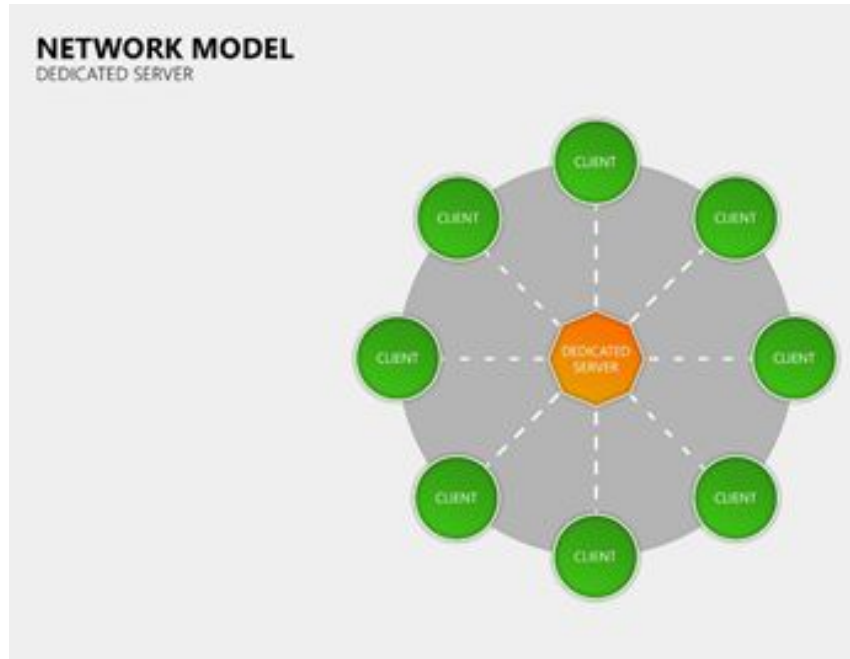 NETWORK MODEL
DEDICATED SERVER
CLIENT
CLIENT
CLIENT
CLIENT
DEDICATED
SERVER
CLIENT
CLIENT
CLIENT
CLIENT